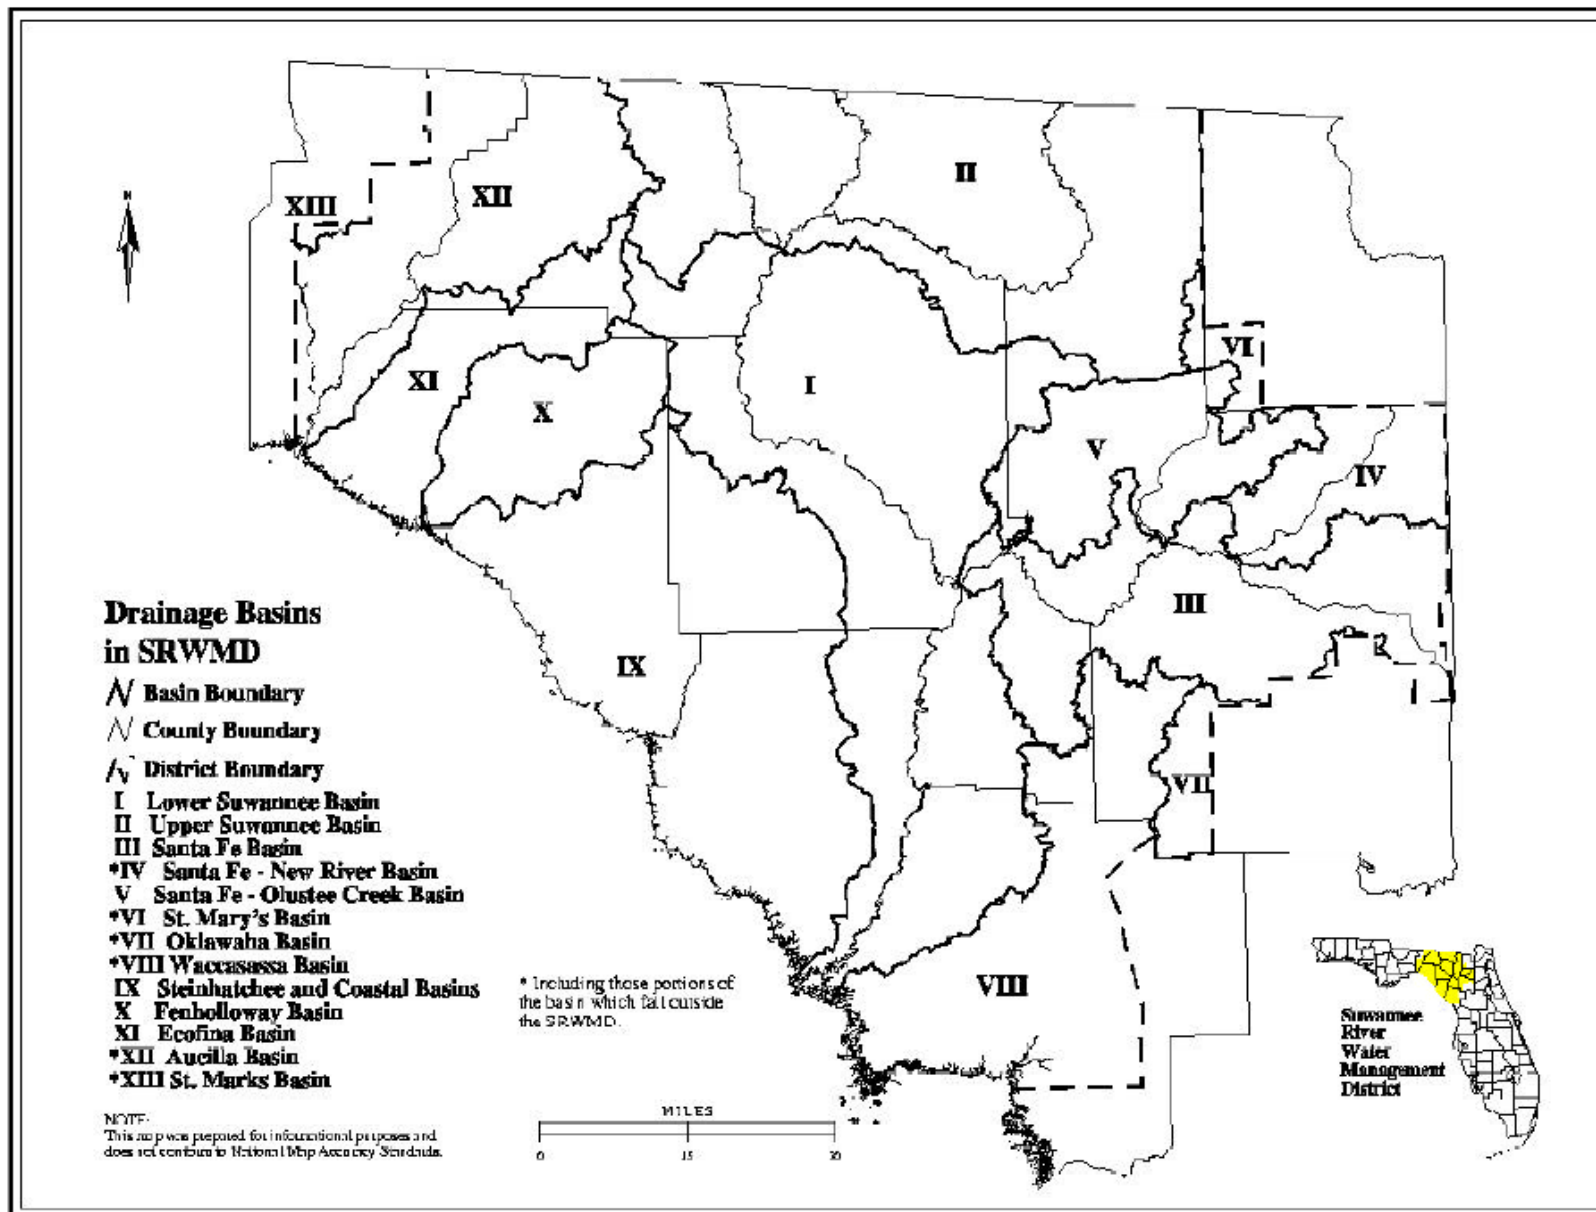 N
XIII
XII
II
VI
XI
I
X
V
IV
III
IX
VII
VIII
Drainage Basins
in SRWMD
Basin Boundary
County Boundary
District Boundary
I Lower Suwannee Basin
II Upper Suwannee Basin
III Santa Fe Basin
*IV Santa Fe - New River Basin
V Santa Fe - Olustee Creek Basin
*VI St. Mary's Basin
*VII Oklawaha Basin
*VIII Waccasassa Basin
IX Steinhatchee and Coastal Basins
X Fenholloway Basin
XI Ecofina Basin
*XII Aucilla Basin
*XIII St. Marks Basin
* Including those portions of
the basin which fall outside
the SRWMD.
Suwannee
River
Water
Management
District
NOTE:
This map was prepared for informational purposes and
does not conform to National Map Accuracy Standards.
MILES
0 15 30